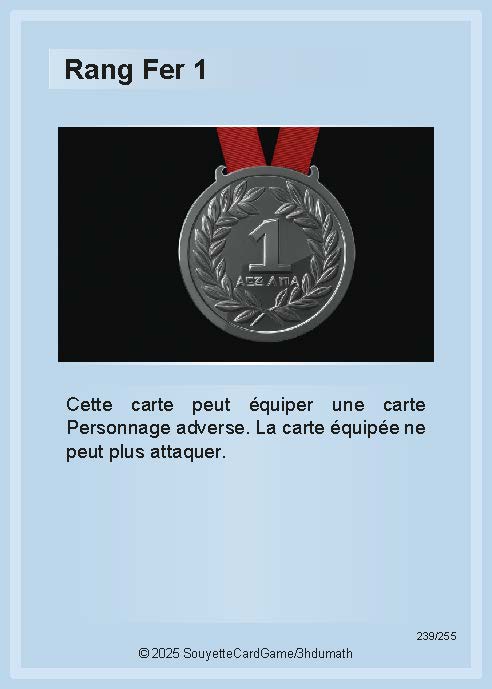 Rang Fer 1
1
Cette carte peut équiper une carte
Personnage adverse. La carte équipée ne
peut plus attaquer.
239/255
© 2025 SouyetteCardGame/3hdumath